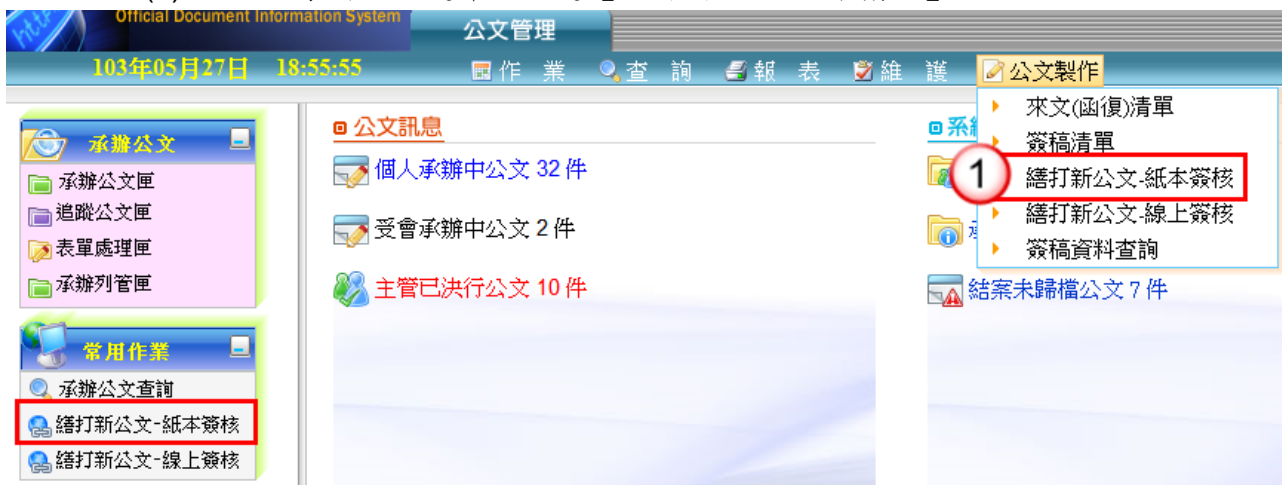 Official Document Information System
公文管理
103年05月27日 18:55:55
作 業 查 詢 報 表 維 護 公文製作
來文(函復)清單
簽稿清單
1 繕打新公文-紙本簽核
繕打新公文-線上簽核
簽稿資料查詢
承辦公文
承辦公文匣
追蹤公文匣
表單處理匣
承辦列管匣
常用作業
承辦公文查詢
繕打新公文-紙本簽核
繕打新公文-線上簽核
公文訊息
個人承辦中公文 32 件
受會承辦中公文 2 件
主管已決行公文 10 件
結案未歸檔公文 7 件